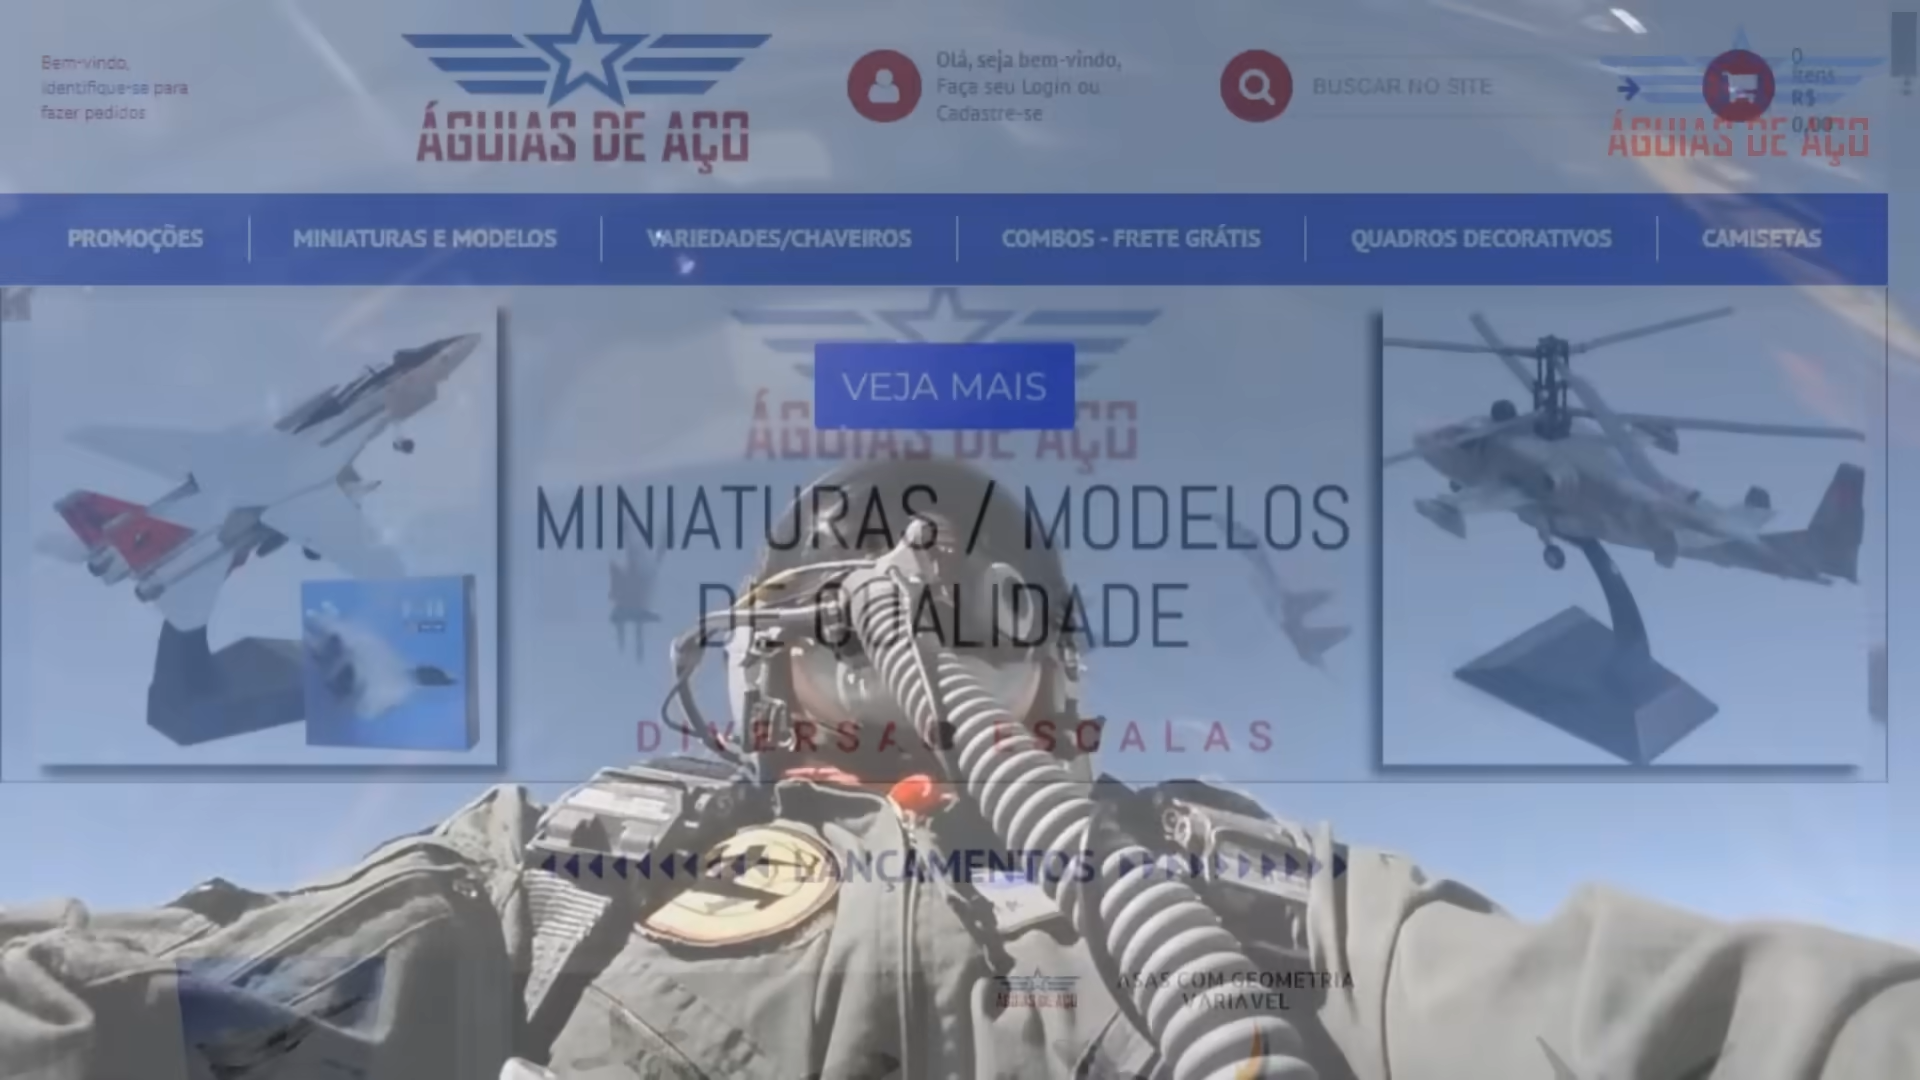 Bem-vindo,
identifique-se para
fazer pedidos
ÁGUIAS DE AÇO
Olá, seja bem-vindo,
Faça seu Login ou
Cadastre-se
BUSCAR NO SITE
0
itens
R$
0,00
ÁGUIAS DE AÇO
PROMOÇÕES
MINIATURAS E MODELOS
VARIEDADES/CHAVEIROS
COMBOS - FRETE GRÁTIS
QUADROS DECORATIVOS
CAMISETAS
VEJA MAIS
ÁGUIAS DE AÇO
MINIATURAS / MODELOS
DE QUALIDADE
DIVERSAS ESCALAS
LANÇAMENTOS
ÁGUIAS DE AÇO
ASAS COM GEOMETRIA
VARIAVEL